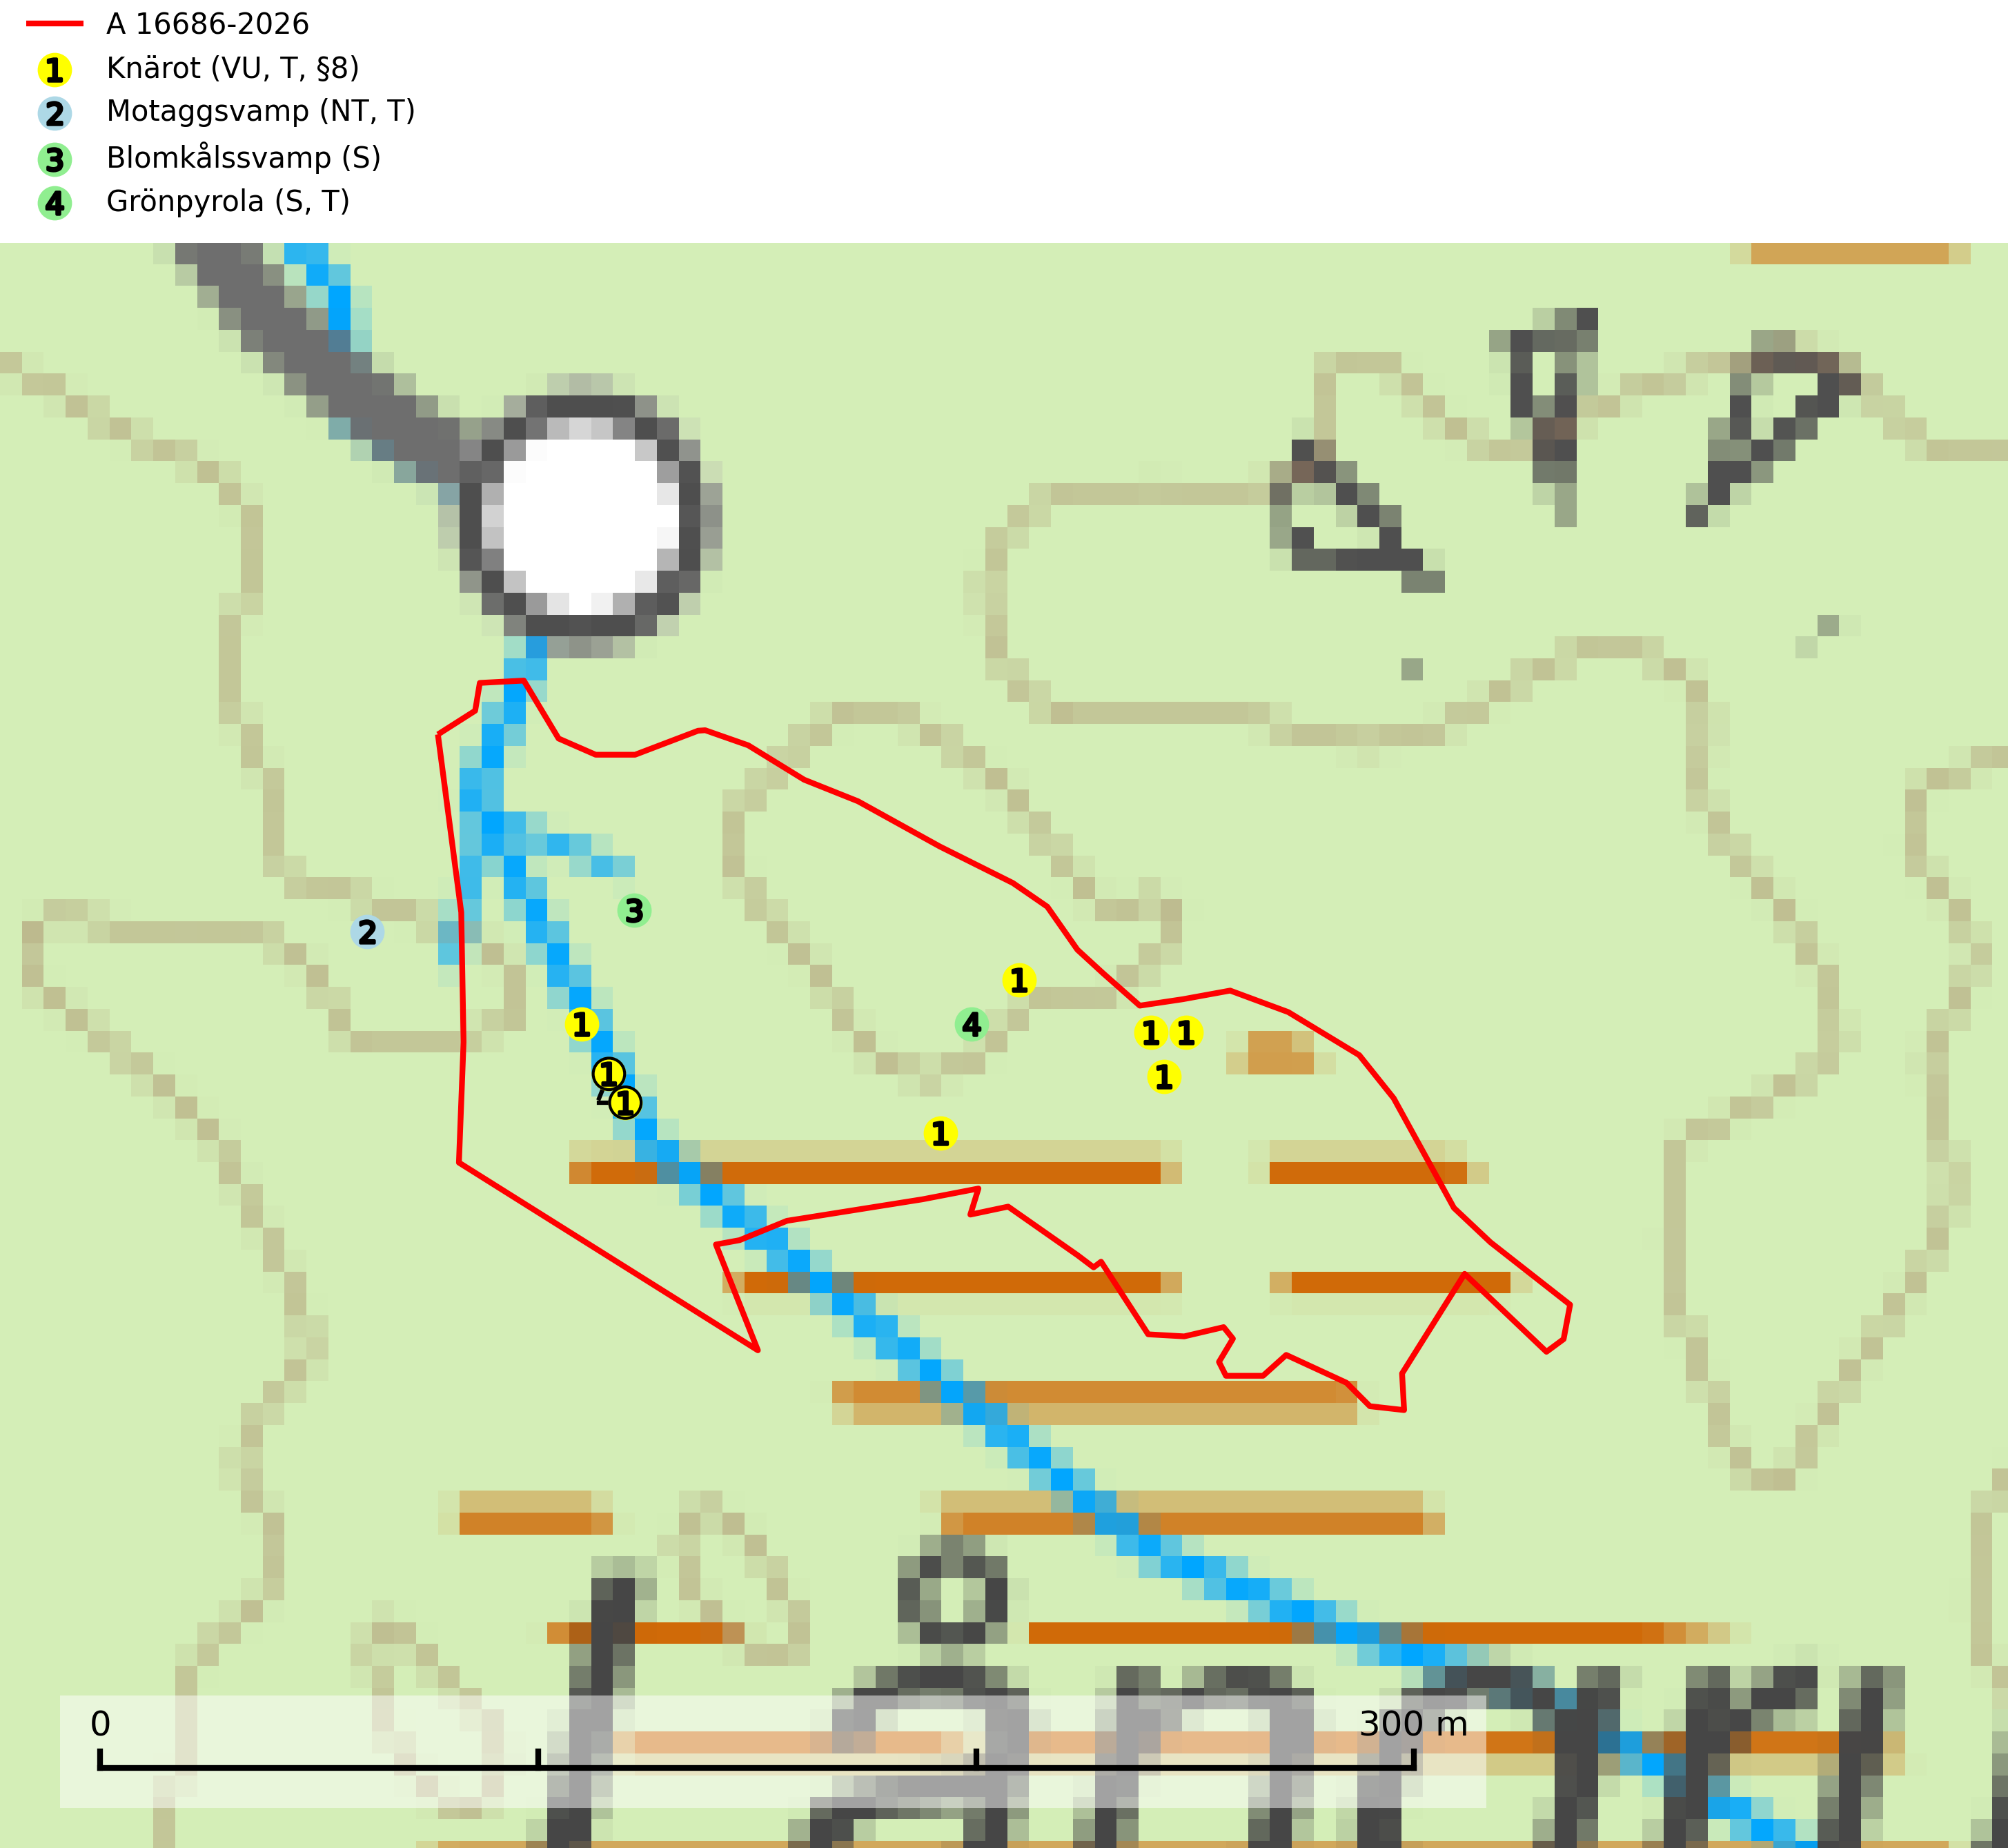 A 16686-2026
1 Knärot (VU, T, §8)
2 Motaggsvamp (NT, T)
3 Blomkålssvamp (S)
4 Grönpyrola (S, T)
3
2
1
1
4
1 1
1
1
1
1
0 300 m